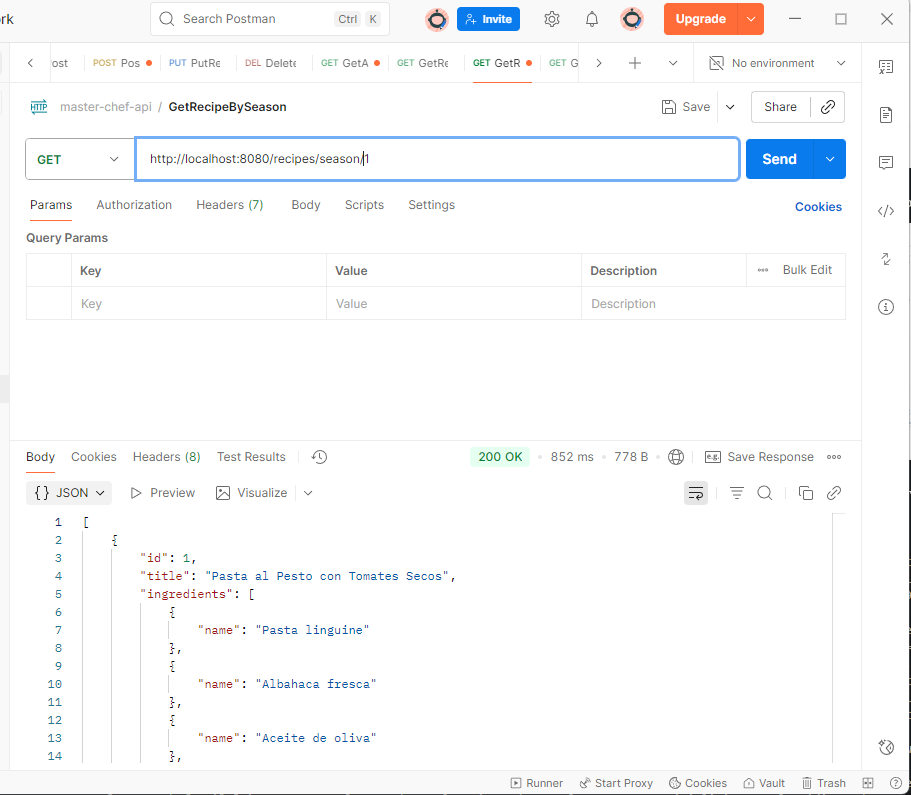 rk
Search Postman Ctrl K Invite Upgrade
ost POST Pos PUT PutRe DEL Delete GET GetA GET GetRe GET GetR GET G No environment
HTTP master-chef-api / GetRecipeBySeason Save Share
GET http://localhost:8080/recipes/season/1 Send
Params Authorization Headers (7) Body Scripts Settings Cookies
Query Params
Key Value Description Bulk Edit
Key Value Description
Body Cookies Headers (8) Test Results 200 OK 852 ms 778 B e.g. Save Response
{} JSON Preview Visualize
1 [
2 {
3 "id": 1,
4 "title": "Pasta al Pesto con Tomates Secos",
5 "ingredients": [
6 {
7 "name": "Pasta linguine"
8 },
9 {
10 "name": "Albahaca fresca"
11 },
12 {
13 "name": "Aceite de oliva"
14 },
Runner Start Proxy Cookies Vault Trash